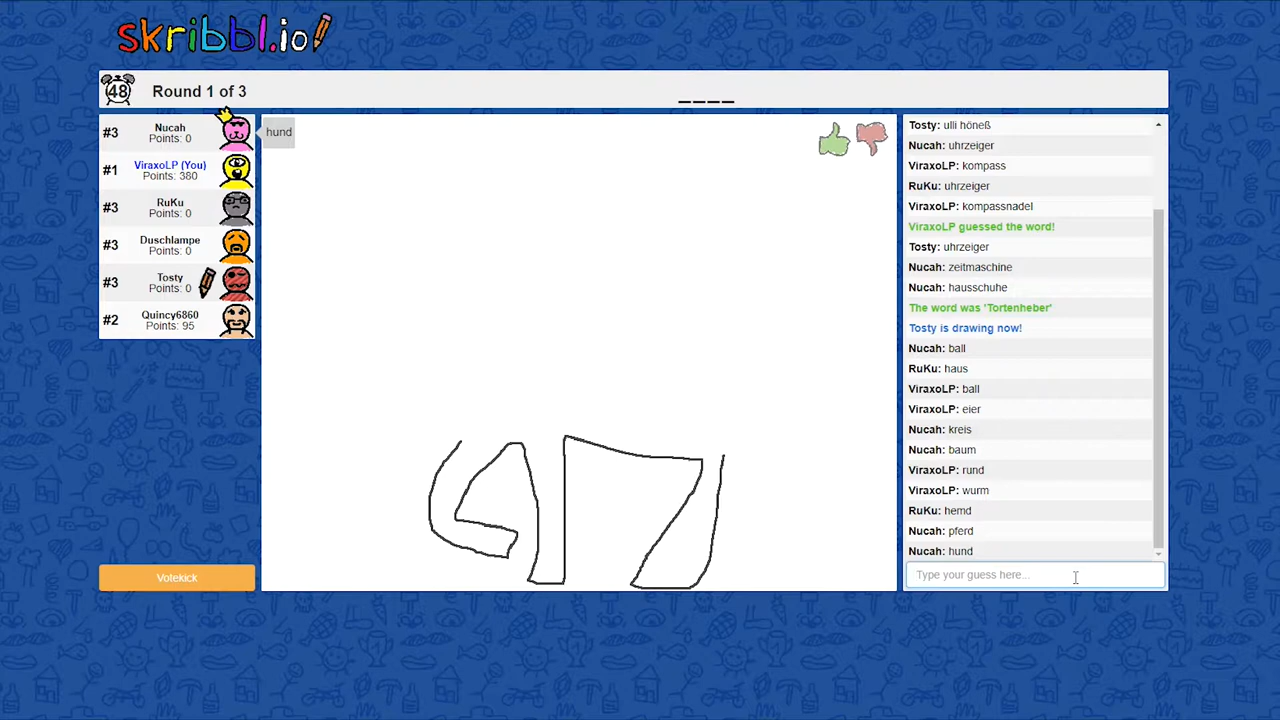 skribbl.io!
48
Round 1 of 3
____
#3
Nucah
Points: 0
hund
#1
ViraxoLP (You)
Points: 380
#3
RuKu
Points: 0
#3
Duschlampe
Points: 0
#3
Tosty
Points: 0
#2
Quincy6860
Points: 95
Votekick
Tosty: ulli höneß
Nucah: uhrzeiger
ViraxoLP: kompass
RuKu: uhrzeiger
ViraxoLP: kompassnadel
ViraxoLP guessed the word!
Tosty: uhrzeiger
Nucah: zeitmaschine
Nucah: hausschuhe
The word was 'Tortenheber'
Tosty is drawing now!
Nucah: ball
RuKu: haus
ViraxoLP: ball
ViraxoLP: eier
Nucah: kreis
Nucah: baum
ViraxoLP: rund
ViraxoLP: wurm
RuKu: hemd
Nucah: pferd
Nucah: hund
Type your guess here...